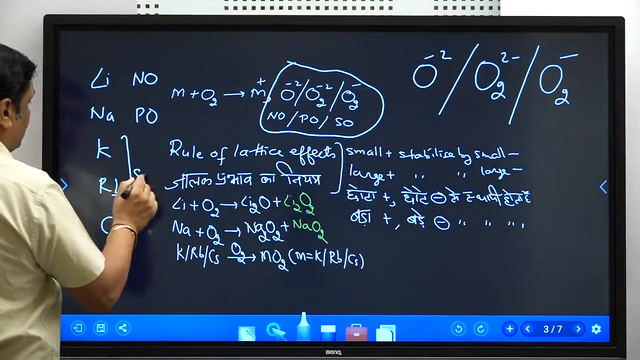 Li NO
Na PO
K
Rb
M + O₂ → M⁺ O⁻² / O₂⁻² / O₂⁻
NO / PO / SO
O⁻² / O₂²⁻ / O₂⁻
Rule of lattice effects
जालक प्रभाव का नियम
small + stabilise by small −
large + " " large −
छोटा +, छोटे ⊖ से स्थायी होता है
बड़ा +, बड़े ⊖ " " "
Li + O₂ → Li₂O + Li₂O₂
Na + O₂ → Na₂O₂ + NaO₂
K/Rb/Cs O₂→ MO₂ (M = K/Rb/Cs)
3/7
BenQ